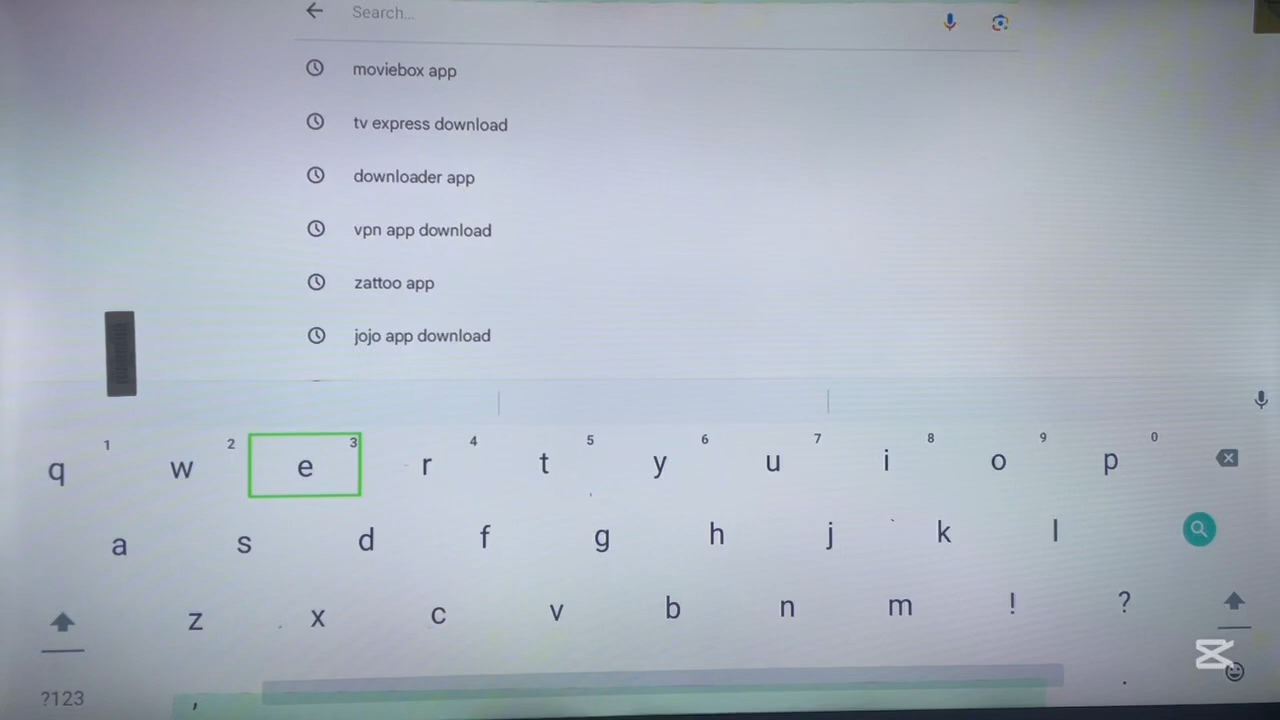 Search...
moviebox app
tv express download
downloader app
vpn app download
zattoo app
jojo app download
q 1 w 2 e 3 r 4 t 5 y 6 u 7 i 8 o 9 p 0
a s d f g h j k l
z x c v b n m ! ?
?123 , .